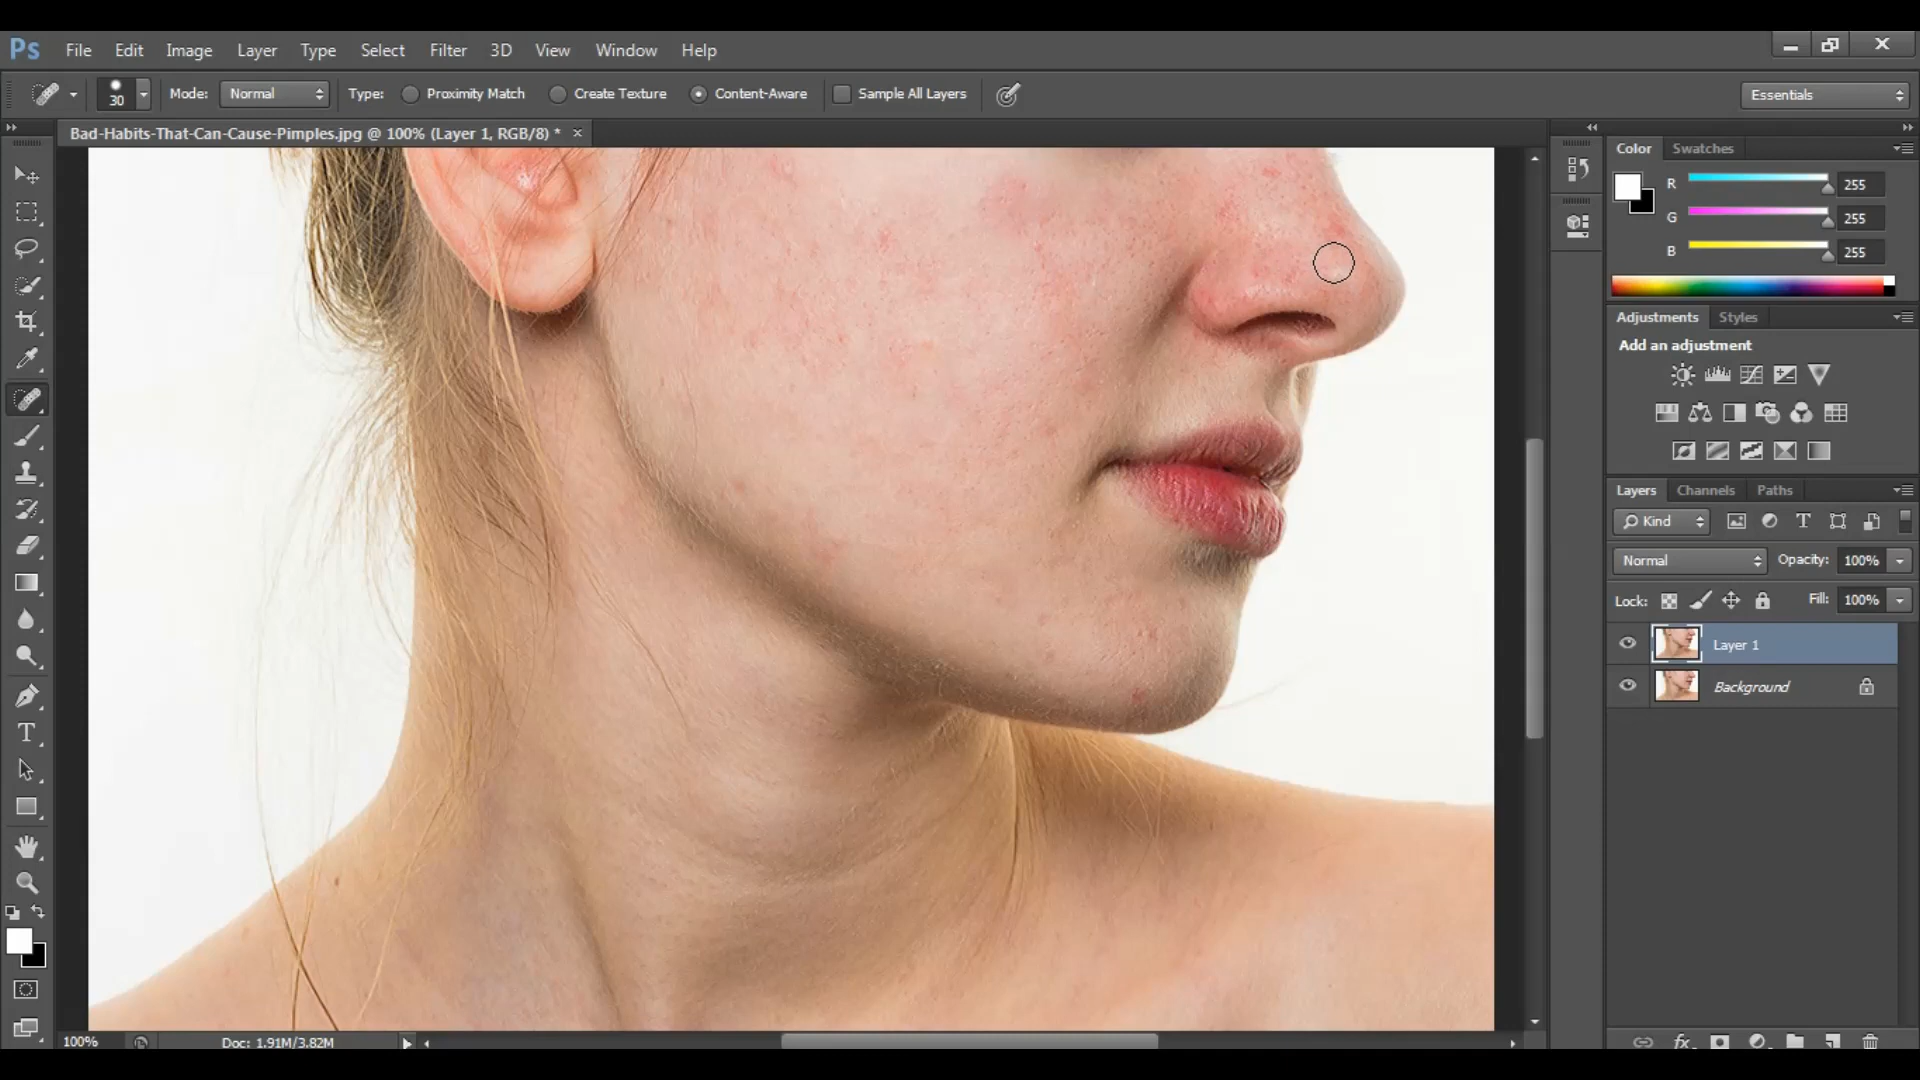 Ps File Edit Image Layer Type Select Filter 3D View Window Help
30 Mode: Normal Type: Proximity Match Create Texture Content-Aware Sample All Layers Essentials
Bad-Habits-That-Can-Cause-Pimples.jpg @ 100% (Layer 1, RGB/8) *
Color Swatches
R 255
G 255
B 255
Adjustments Styles
Add an adjustment
Layers Channels Paths
Kind
Normal Opacity: 100%
Lock: Fill: 100%
Layer 1
Background
100% Doc: 1.91M/3.82M
fx